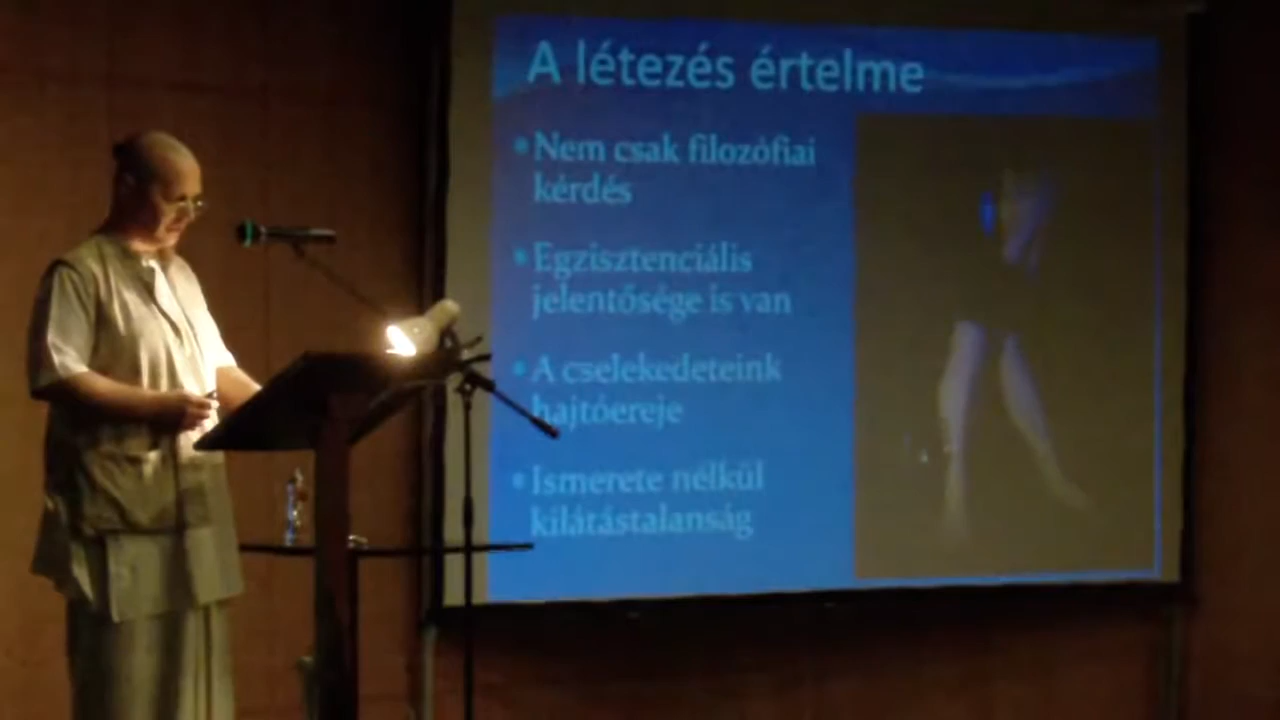 A létezés értelme
• Nem csak filozófiai
kérdés
• Egzisztenciális
jelentősége is van
• A cselekedeteink
hajtóereje
• Ismerete nélkül
kilátástalanság